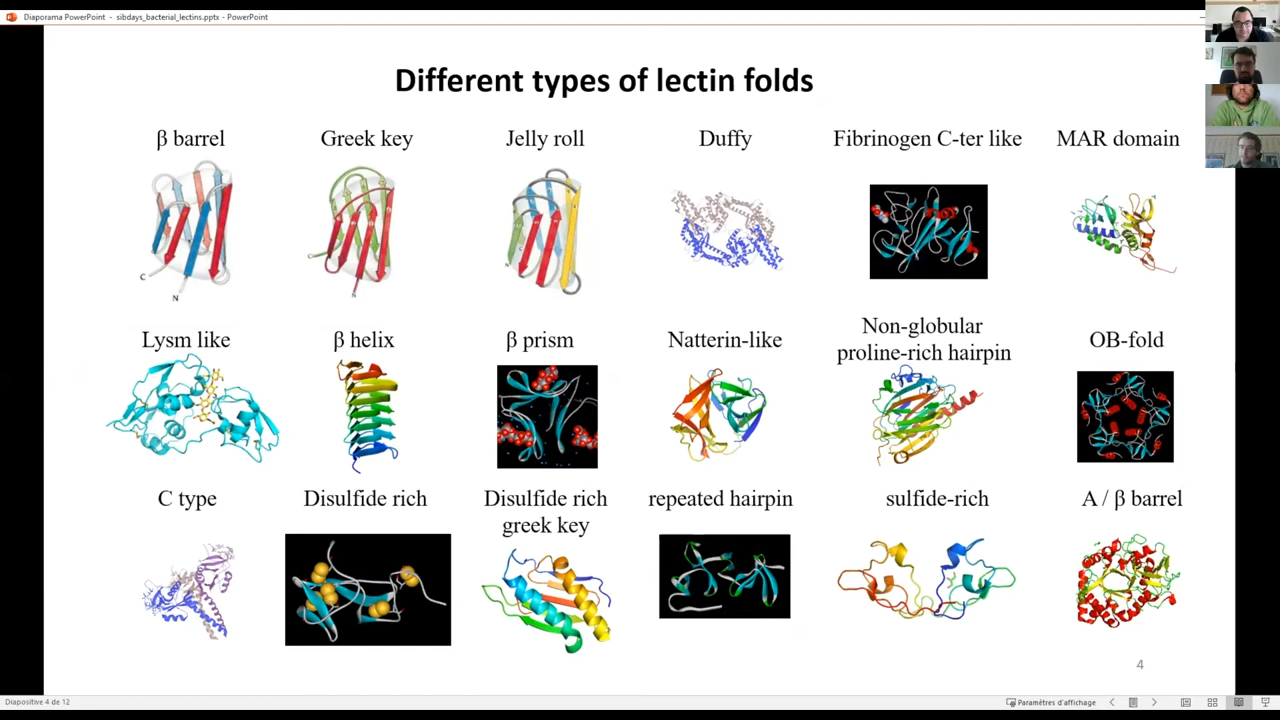 Diaporama PowerPoint - sibdays_bacterial_lectins.pptx - PowerPoint
Different types of lectin folds
β barrel
Greek key
Jelly roll
Duffy
Fibrinogen C-ter like
MAR domain
C
N
N
Lysm like
β helix
β prism
Natterin-like
Non-globular
proline-rich hairpin
OB-fold
C type
Disulfide rich
Disulfide rich
greek key
repeated hairpin
sulfide-rich
A / β barrel
4
Diapositive 4 de 12
Paramètres d'affichage